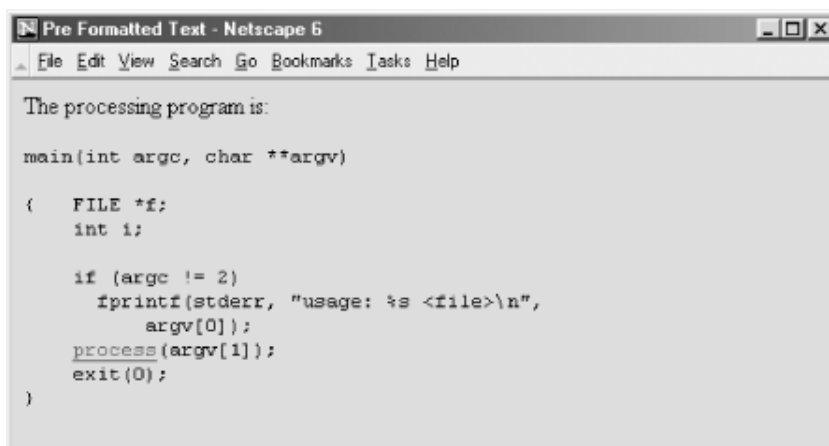 Pre Formatted Text - Netscape 6
File Edit View Search Go Bookmarks Tasks Help
The processing program is:
main(int argc, char **argv)
{    FILE *f;
     int i;
     if (argc != 2)
       fprintf(stderr, "usage: %s <file>\n",
           argv[0]);
     process(argv[1]);
     exit(0);
}